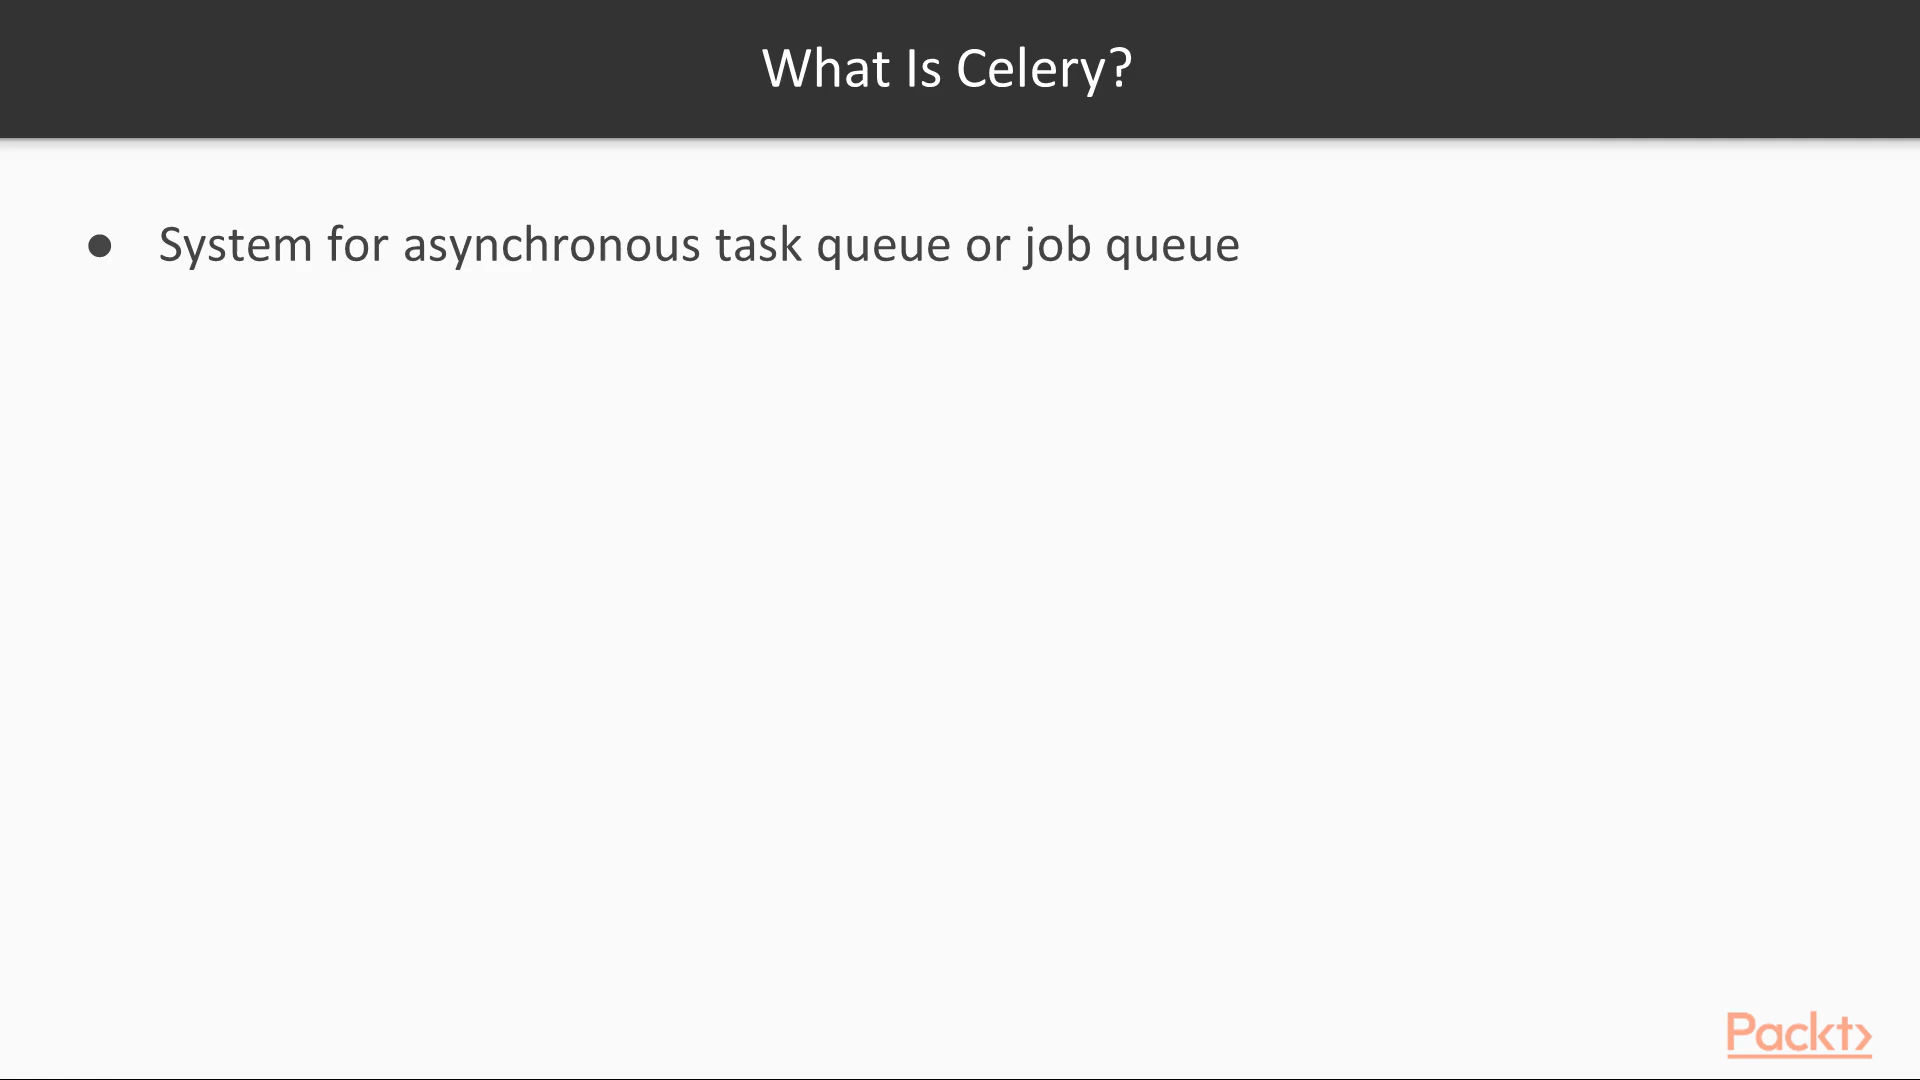 What Is Celery?
● System for asynchronous task queue or job queue
Packt>